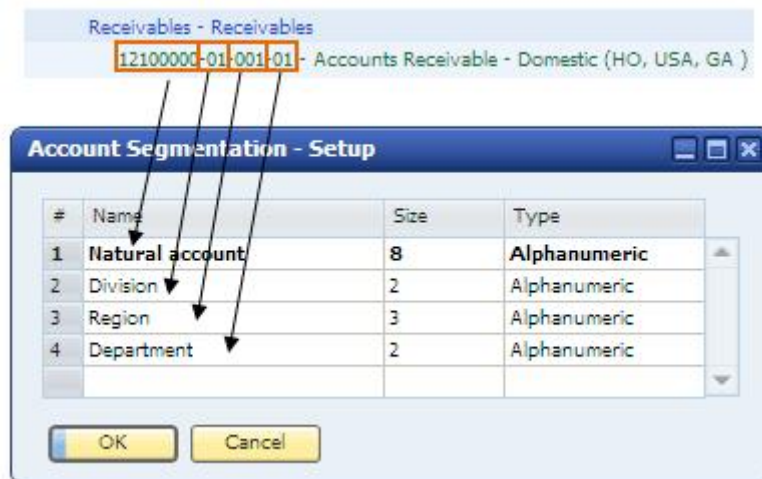 Receivables - Receivables
12100000-01-001-01 - Accounts Receivable - Domestic (HO, USA, GA )
Account Segmentation - Setup
# Name Size Type
1 Natural account 8 Alphanumeric
2 Division 2 Alphanumeric
3 Region 3 Alphanumeric
4 Department 2 Alphanumeric
OK Cancel